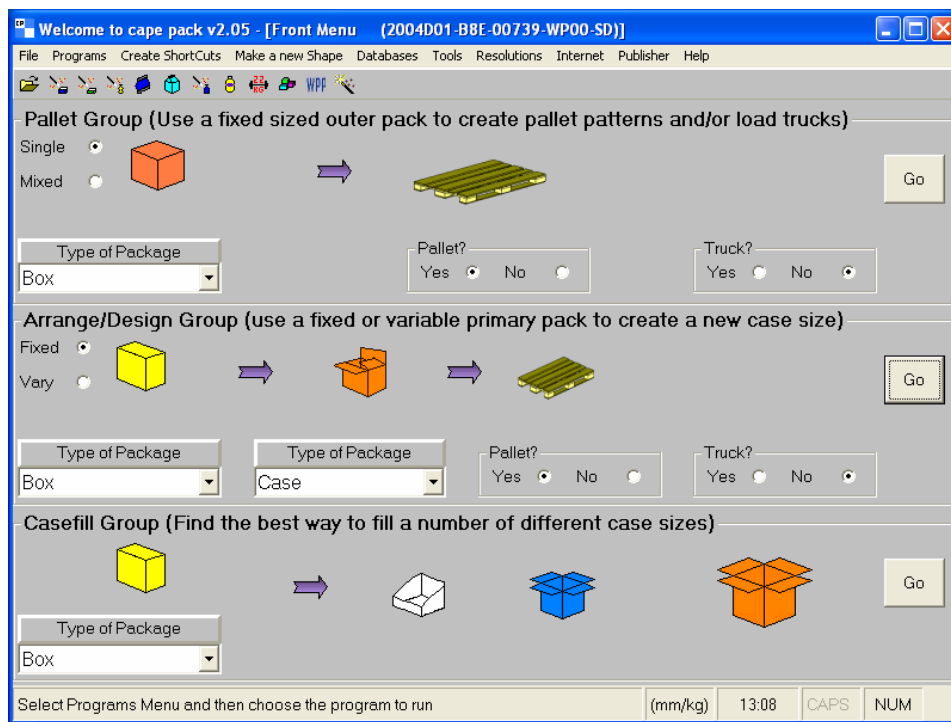 Welcome to cape pack v2.05 - [Front Menu (2004D01-B8E-00739-WP00-SD)]
File Programs Create ShortCuts Make a new Shape Databases Tools Resolutions Internet Publisher Help
WPP
Pallet Group (Use a fixed sized outer pack to create pallet patterns and/or load trucks)
Single
Mixed
Go
Type of Package
Box
Pallet?
Yes No
Truck?
Yes No
Arrange/Design Group (use a fixed or variable primary pack to create a new case size)
Fixed
Vary
Go
Type of Package
Box
Type of Package
Case
Pallet?
Yes No
Truck?
Yes No
Casefill Group (Find the best way to fill a number of different case sizes)
Go
Type of Package
Box
Select Programs Menu and then choose the program to run (mm/kg) 13:08 CAPS NUM